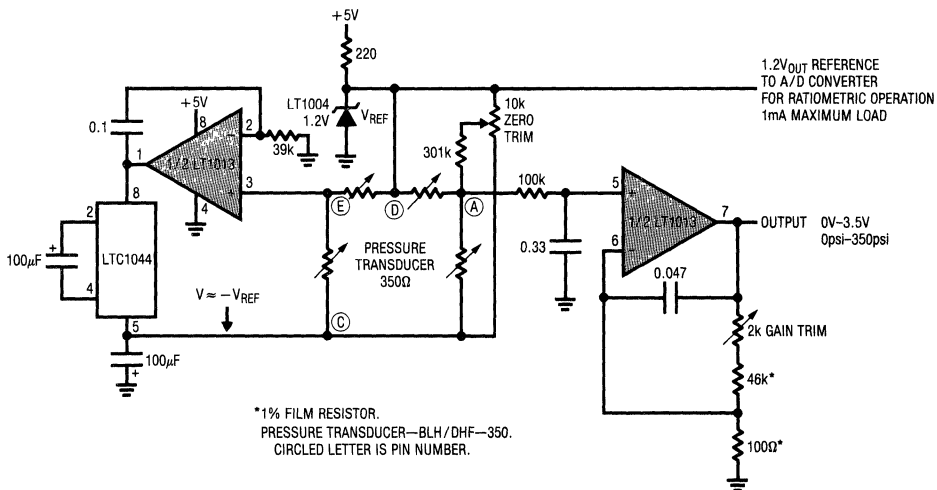 +5V
220
LT1004
1.2V
VREF
1.2VOUT REFERENCE
TO A/D CONVERTER
FOR RATIOMETRIC OPERATION
1mA MAXIMUM LOAD
10k
ZERO
TRIM
301k
0.1
+5V
8
2
−
39k
1
1/2 LT1013
3
+
4
8
2
+
100µF
LTC1044
4
5
100µF
+
V ≈ −VREF
E
D
A
C
PRESSURE
TRANSDUCER
350Ω
100k
0.33
5
+
6
−
1/2 LT1013
7
OUTPUT
0V–3.5V
0psi–350psi
0.047
2k GAIN TRIM
46k*
100Ω*
*1% FILM RESISTOR.
PRESSURE TRANSDUCER—BLH/DHF–350.
CIRCLED LETTER IS PIN NUMBER.